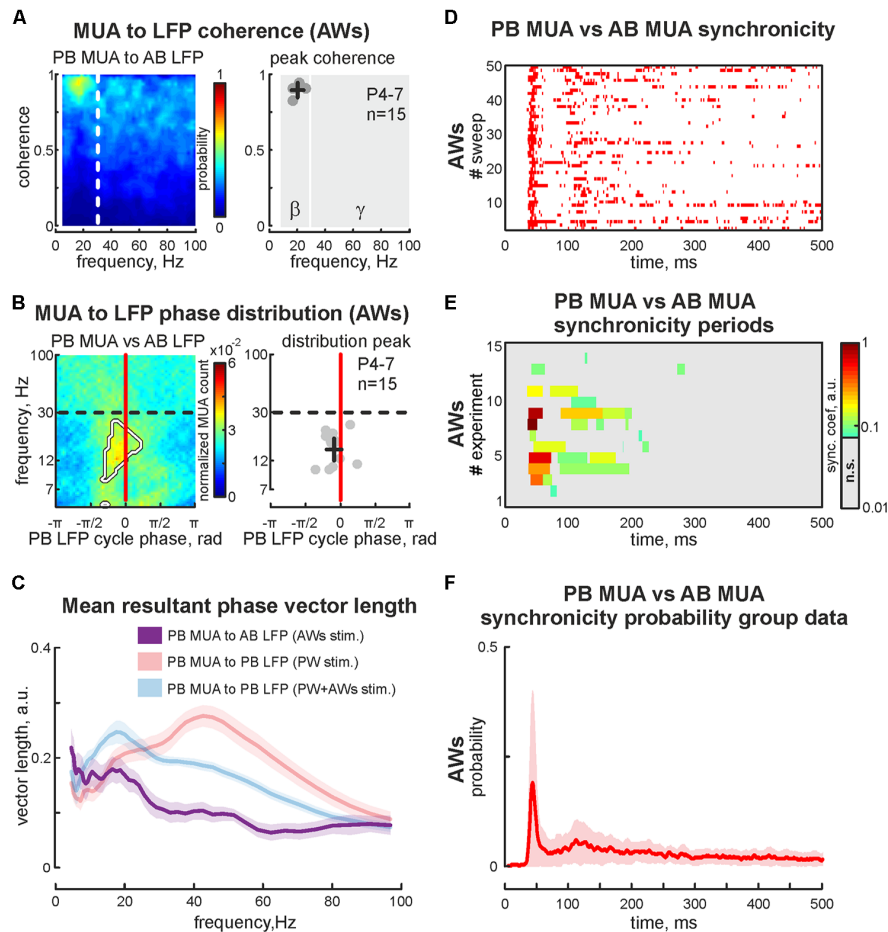 A
MUA to LFP coherence (AWs)
PB MUA to AB LFP
peak coherence
coherence
1
0.5
0
0
20
40
60
80
100
frequency, Hz
1
probability
0
1
0.5
0
P4-7
n=15
β
γ
0
20
40
60
80
100
frequency, Hz
B
MUA to LFP phase distribution (AWs)
PB MUA vs AB LFP
distribution peak
frequency, Hz
100
30
12
7
-π
-π/2
0
π/2
π
PB LFP cycle phase, rad
x10⁻²
6
3
0
normalized MUA count
P4-7
n=15
100
30
12
7
-π
-π/2
0
π/2
π
PB LFP cycle phase, rad
C
Mean resultant phase vector length
PB MUA to AB LFP (AWs stim.)
PB MUA to PB LFP (PW stim.)
PB MUA to PB LFP (PW+AWs stim.)
vector length, a.u.
0.4
0.2
0
0
20
40
60
80
100
frequency,Hz
D
PB MUA vs AB MUA synchronicity
AWs
# sweep
50
40
30
20
10
0
100
200
300
400
500
time, ms
E
PB MUA vs AB MUA
synchronicity periods
AWs
# experiment
15
10
5
1
0
100
200
300
400
500
time, ms
1
0.1
0.01
n.s.
sync. coef, a.u.
F
PB MUA vs AB MUA
synchronicity probability group data
AWs
probability
0.5
0
0
100
200
300
400
500
time, ms